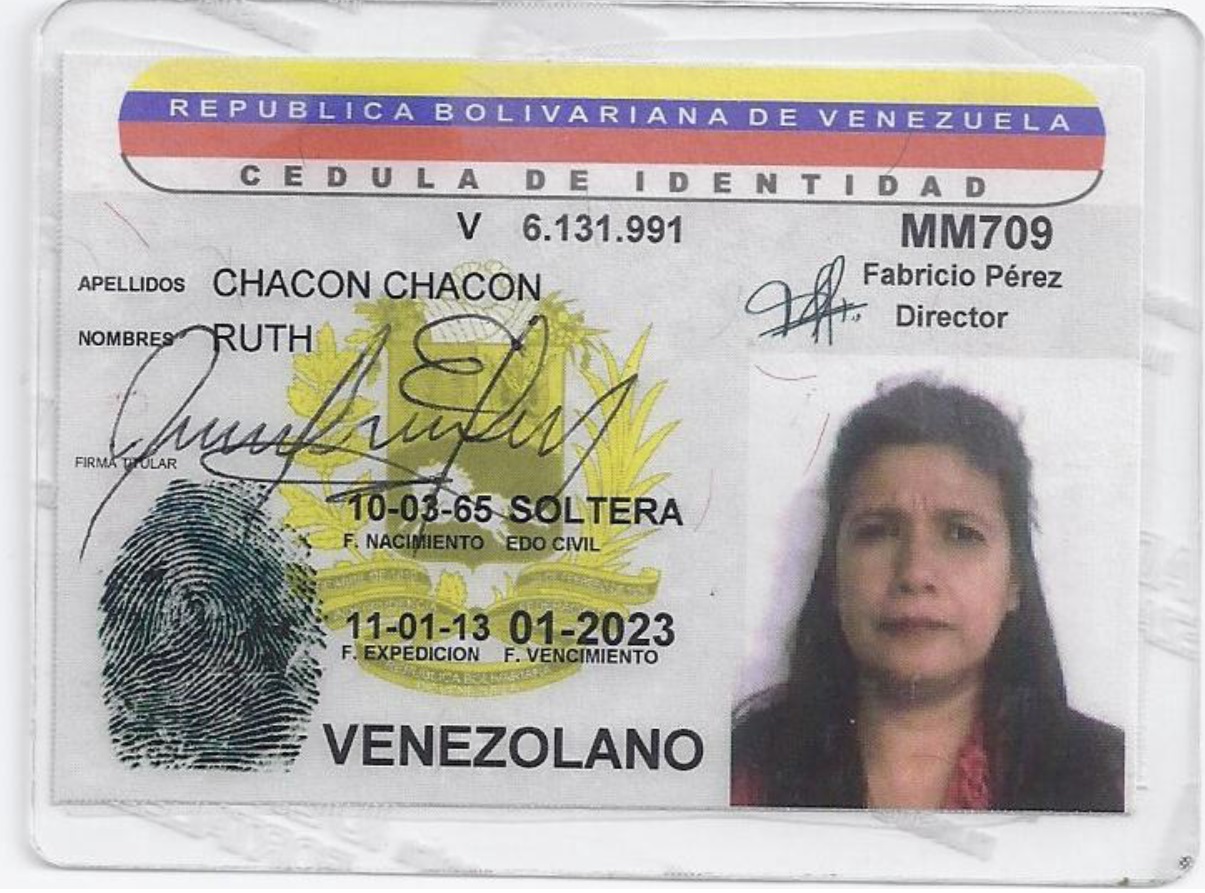 REPUBLICA BOLIVARIANA DE VENEZUELA
CEDULA DE IDENTIDAD
V 6.131.991
MM709
Fabricio Pérez
Director
APELLIDOS CHACON CHACON
NOMBRES RUTH
FIRMA TITULAR
10-03-65 SOLTERA
F. NACIMIENTO EDO CIVIL
11-01-13 01-2023
F. EXPEDICION F. VENCIMIENTO
VENEZOLANO